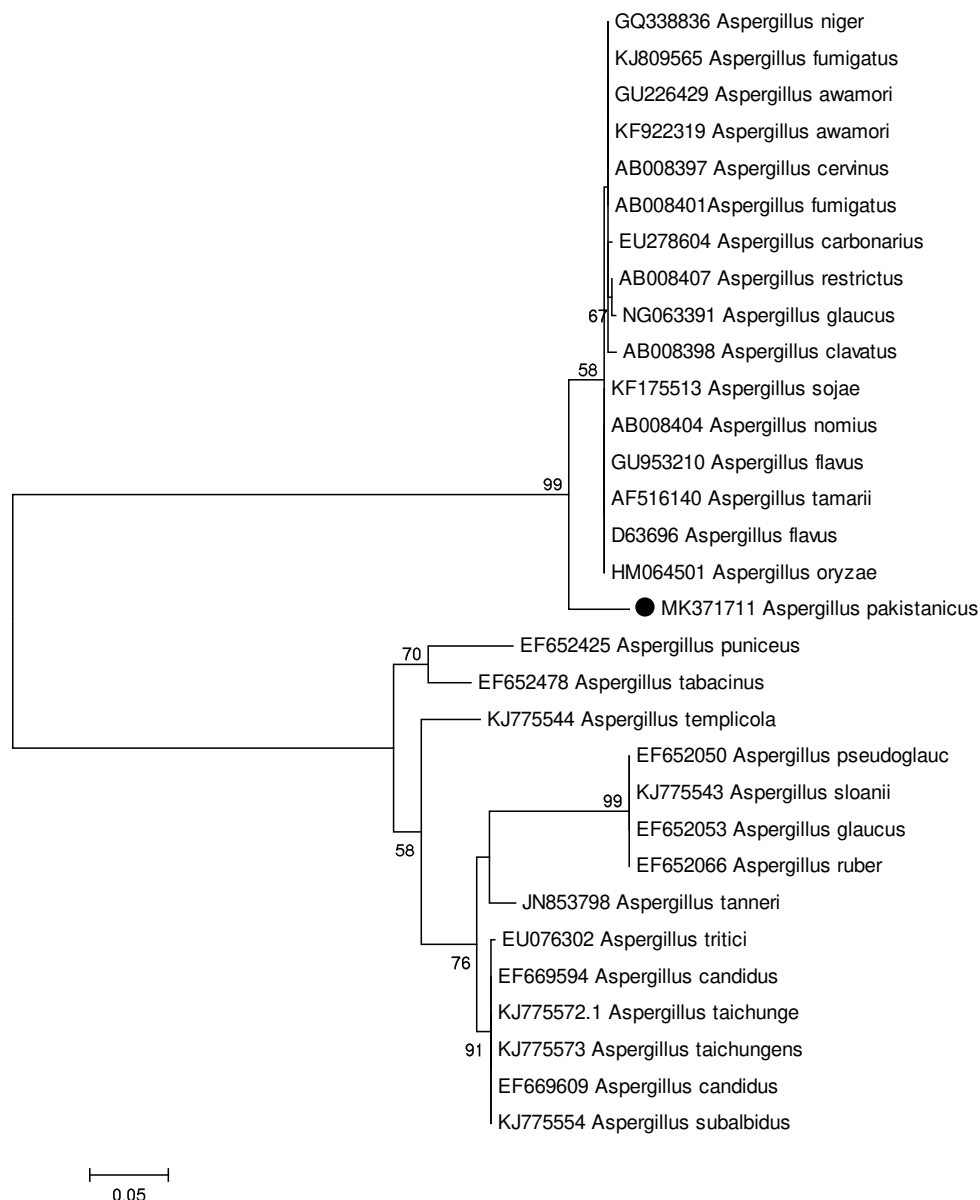 GQ338836 Aspergillus niger
KJ809565 Aspergillus fumigatus
GU226429 Aspergillus awamori
KF922319 Aspergillus awamori
AB008397 Aspergillus cervinus
AB008401Aspergillus fumigatus
EU278604 Aspergillus carbonarius
AB008407 Aspergillus restrictus
67
NG063391 Aspergillus glaucus
AB008398 Aspergillus clavatus
58
KF175513 Aspergillus sojae
AB008404 Aspergillus nomius
GU953210 Aspergillus flavus
99
AF516140 Aspergillus tamarii
D63696 Aspergillus flavus
HM064501 Aspergillus oryzae
MK371711 Aspergillus pakistanicus
EF652425 Aspergillus puniceus
70
EF652478 Aspergillus tabacinus
KJ775544 Aspergillus templicola
EF652050 Aspergillus pseudoglauc
KJ775543 Aspergillus sloanii
99
EF652053 Aspergillus glaucus
58
EF652066 Aspergillus ruber
JN853798 Aspergillus tanneri
EU076302 Aspergillus tritici
76
EF669594 Aspergillus candidus
KJ775572.1 Aspergillus taichunge
KJ775573 Aspergillus taichungens
91
EF669609 Aspergillus candidus
KJ775554 Aspergillus subalbidus
0.05